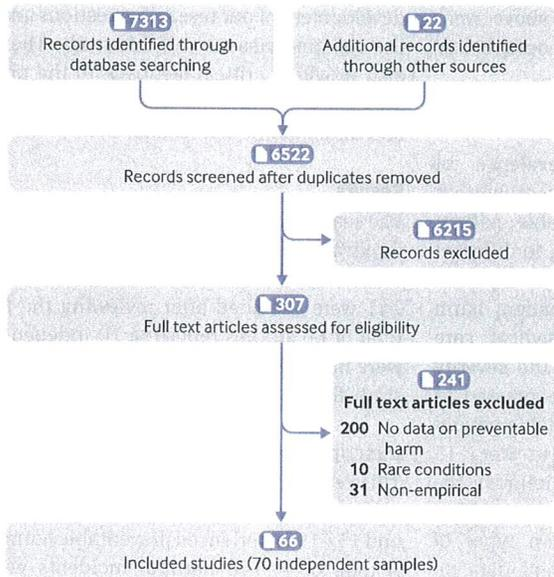 7313
Records identified through
database searching
22
Additional records identified
through other sources
6522
Records screened after duplicates removed
6215
Records excluded
307
Full text articles assessed for eligibility
241
Full text articles excluded
200 No data on preventable
harm
10 Rare conditions
31 Non-empirical
66
Included studies (70 independent samples)